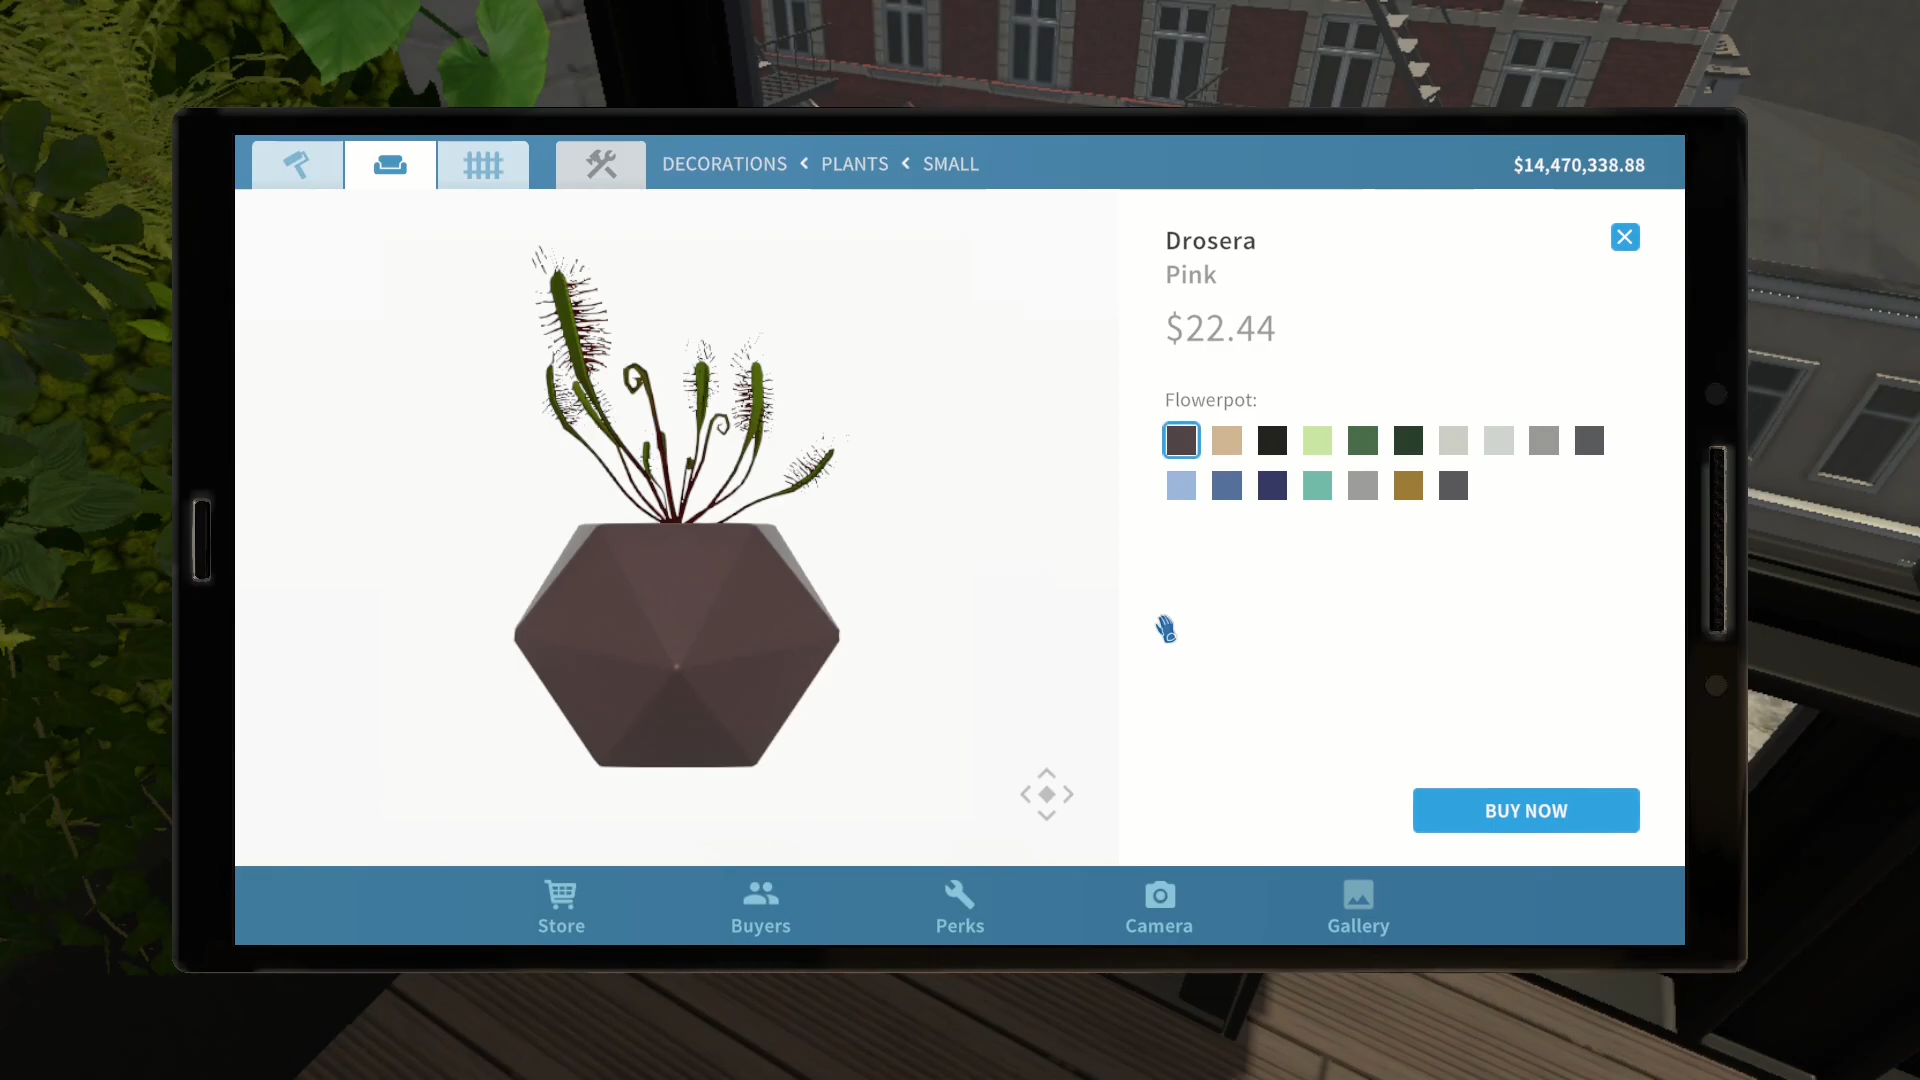 DECORATIONS < PLANTS < SMALL
$14,470,338.88
Drosera
Pink
$22.44
Flowerpot:
BUY NOW
Store
Buyers
Perks
Camera
Gallery